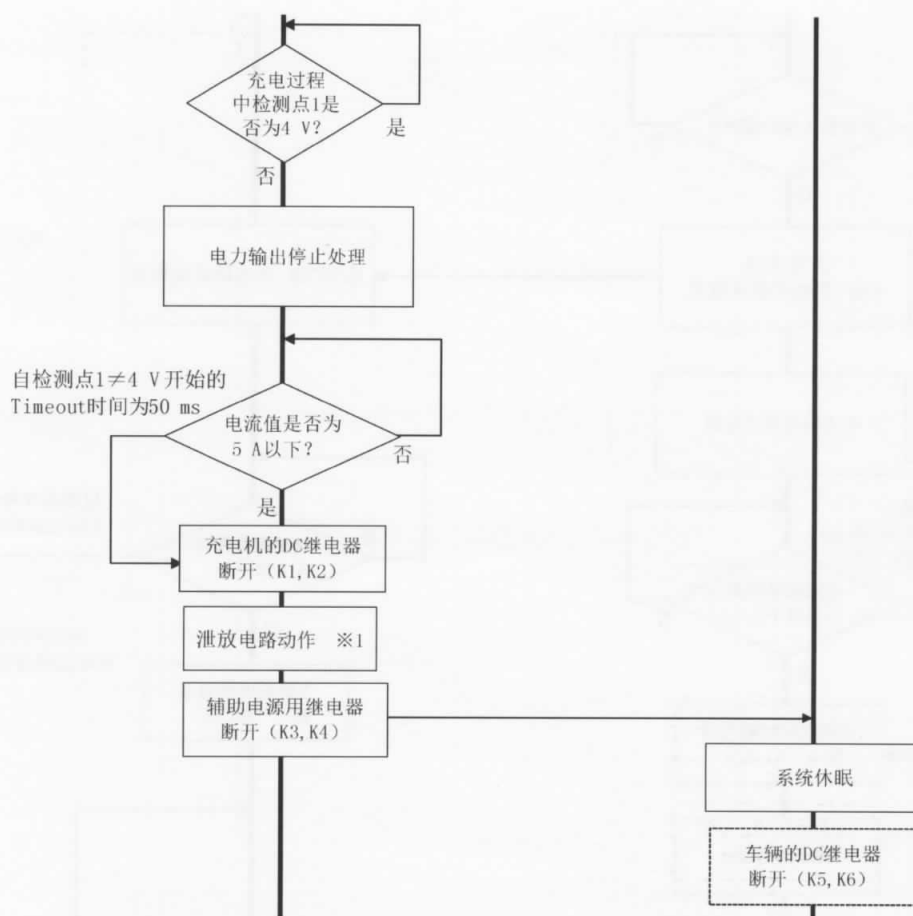 充电过程
中检测点1是
否为4 V?
是
否
电力输出停止处理
自检测点1≠4 V开始的
Timeout时间为50 ms
电流值是否为
5 A以下?
否
是
充电机的DC继电器
断开(K1,K2)
泄放电路动作 ※1
辅助电源用继电器
断开(K3,K4)
系统休眠
车辆的DC继电器
断开(K5,K6)